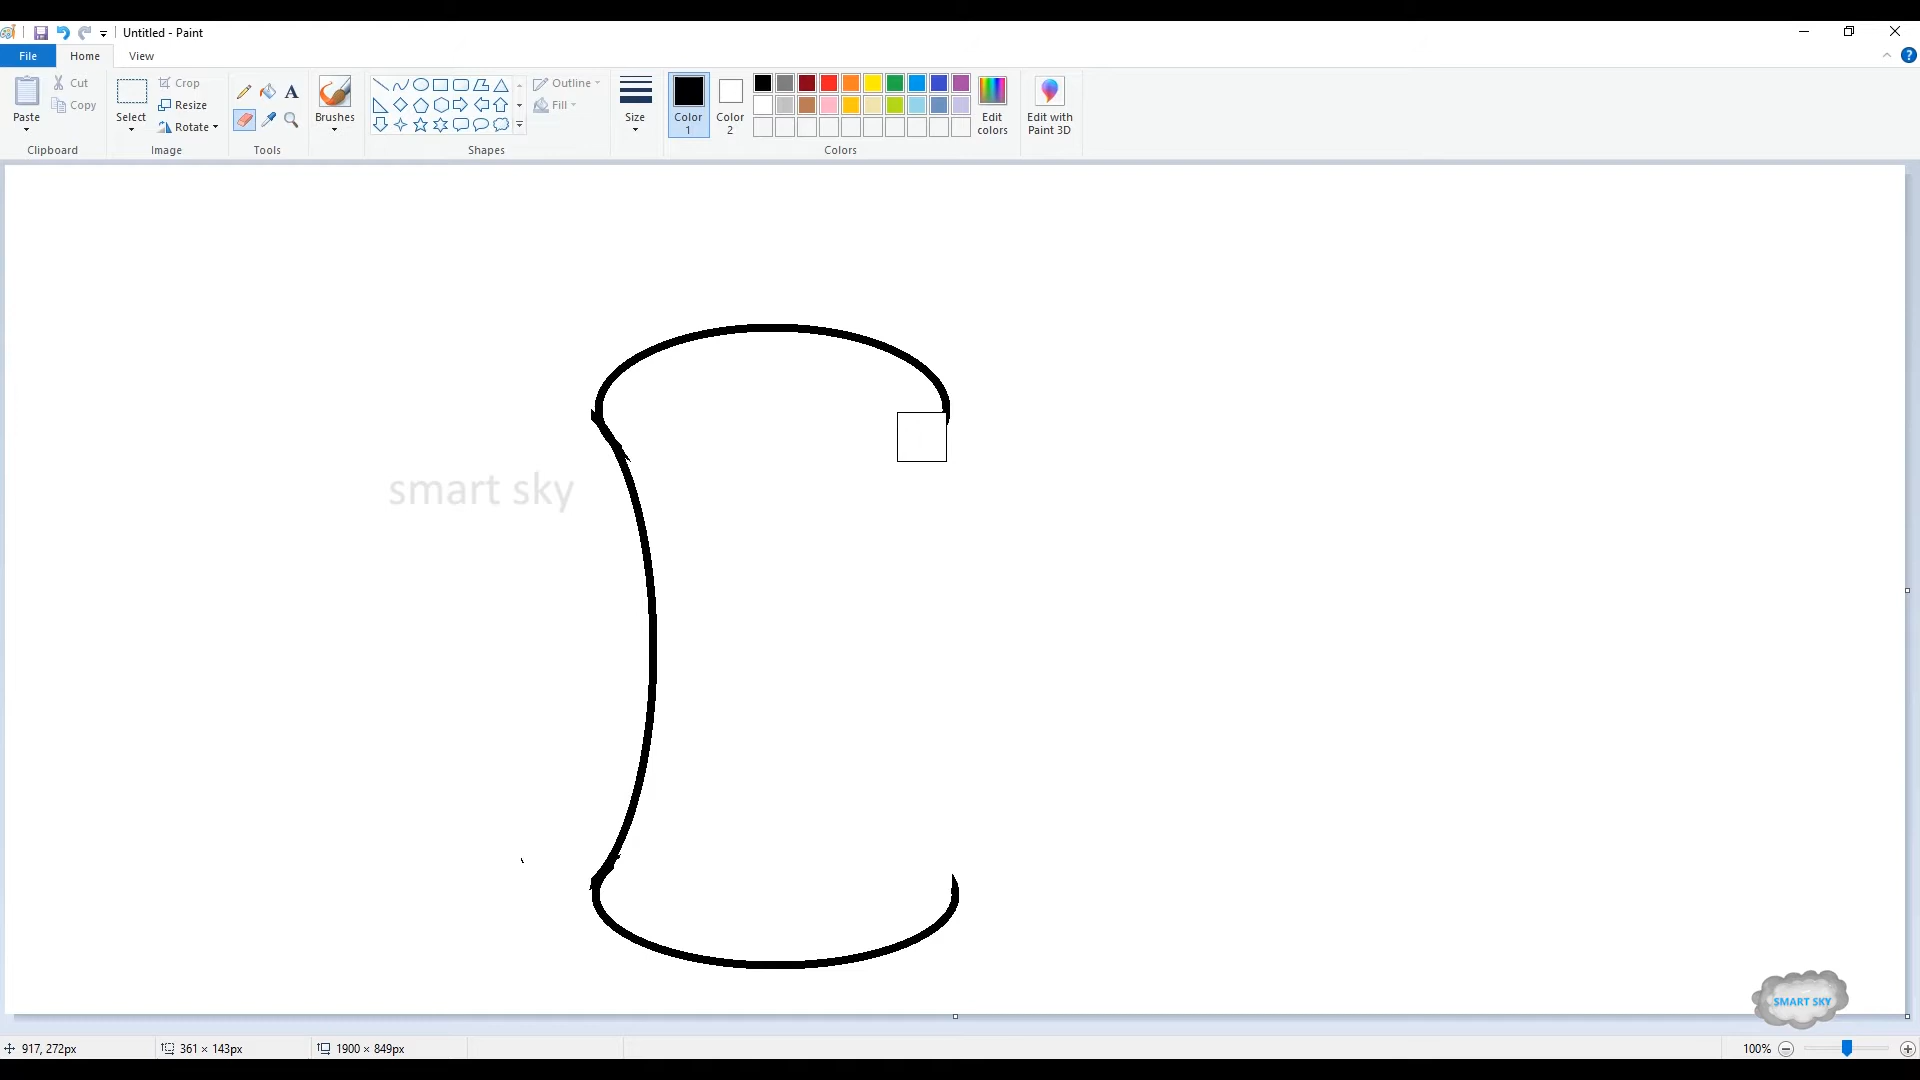 Untitled - Paint
File Home View
Paste Cut Copy
Clipboard
Select Crop Resize Rotate
Image
Tools
Brushes
Outline Fill
Shapes
Size
Color 1 Color 2
Edit colors
Colors
Edit with Paint 3D
smart sky
SMART SKY
917, 272px 361 × 143px 1900 × 849px 100%